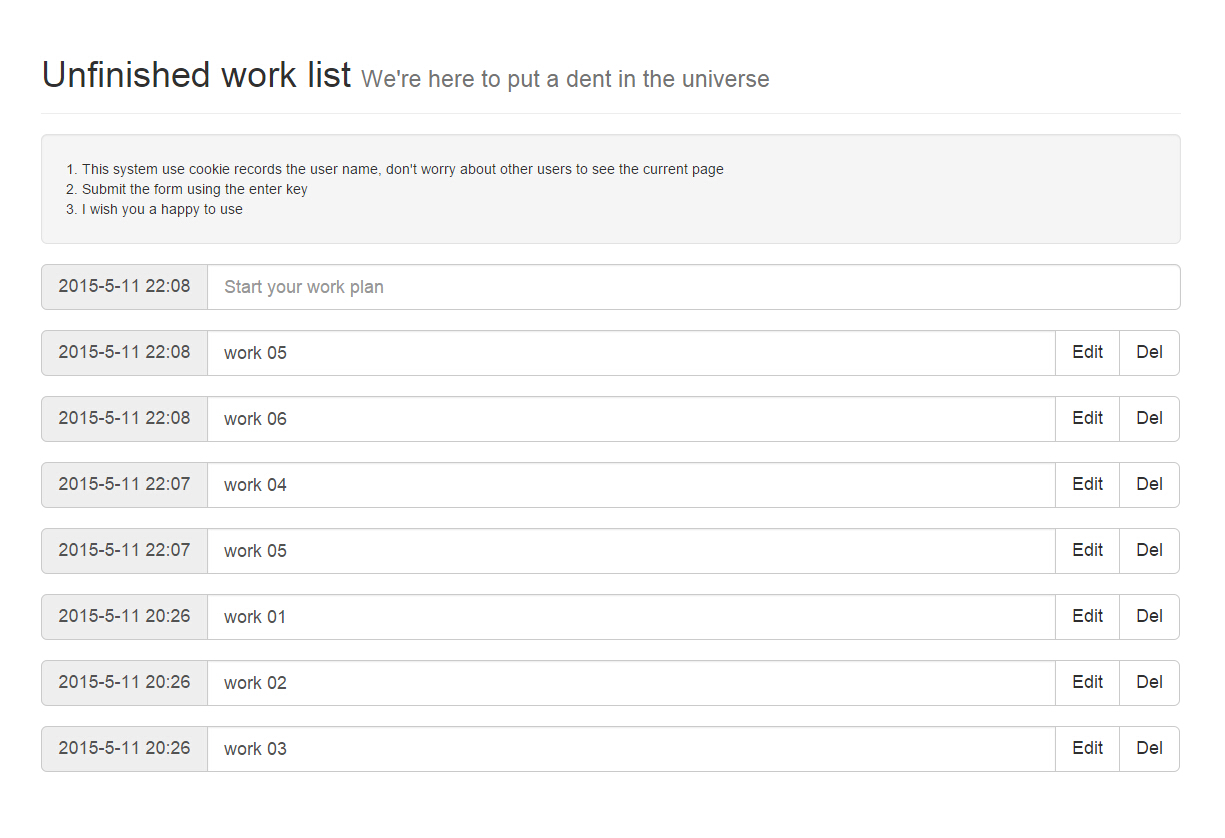 Unfinished work list We're here to put a dent in the universe
1. This system use cookie records the user name, don't worry about other users to see the current page
2. Submit the form using the enter key
3. I wish you a happy to use
2015-5-11 22:08 Start your work plan
2015-5-11 22:08 work 05 Edit Del
2015-5-11 22:08 work 06 Edit Del
2015-5-11 22:07 work 04 Edit Del
2015-5-11 22:07 work 05 Edit Del
2015-5-11 20:26 work 01 Edit Del
2015-5-11 20:26 work 02 Edit Del
2015-5-11 20:26 work 03 Edit Del